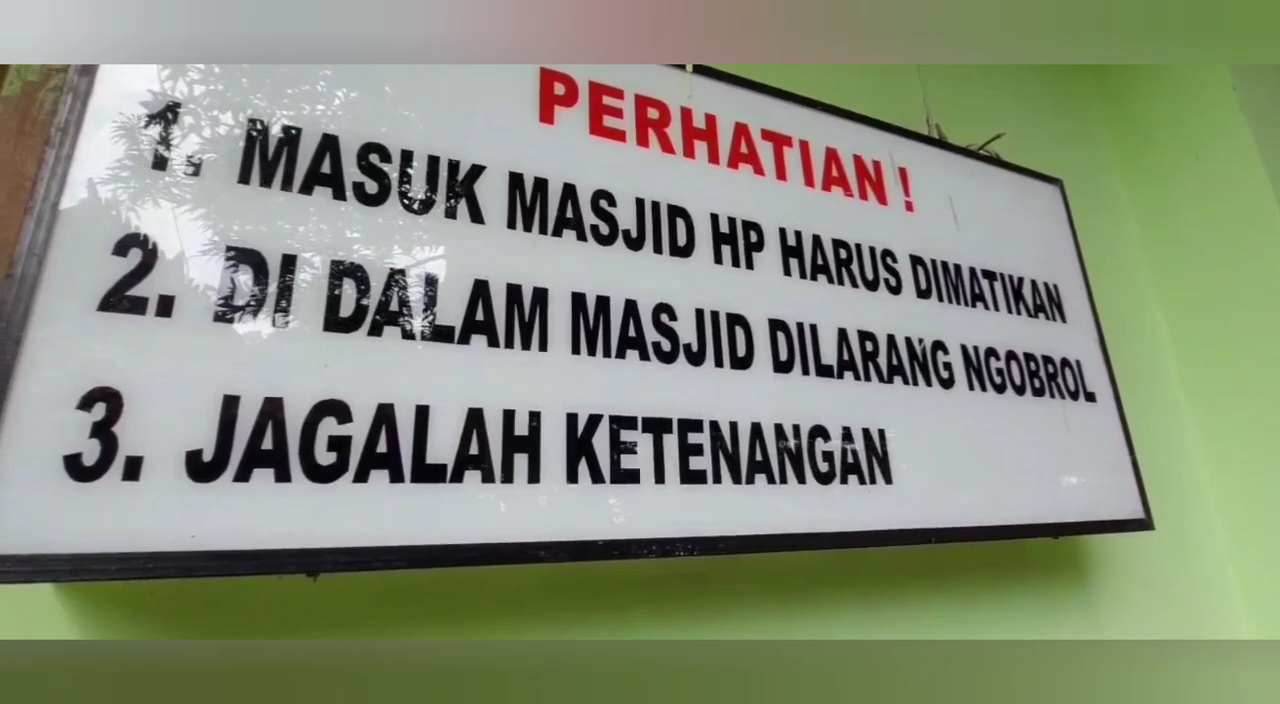 PERHATIAN !
1. MASUK MASJID HP HARUS DIMATIKAN
2. DI DALAM MASJID DILARANG NGOBROL
3. JAGALAH KETENANGAN